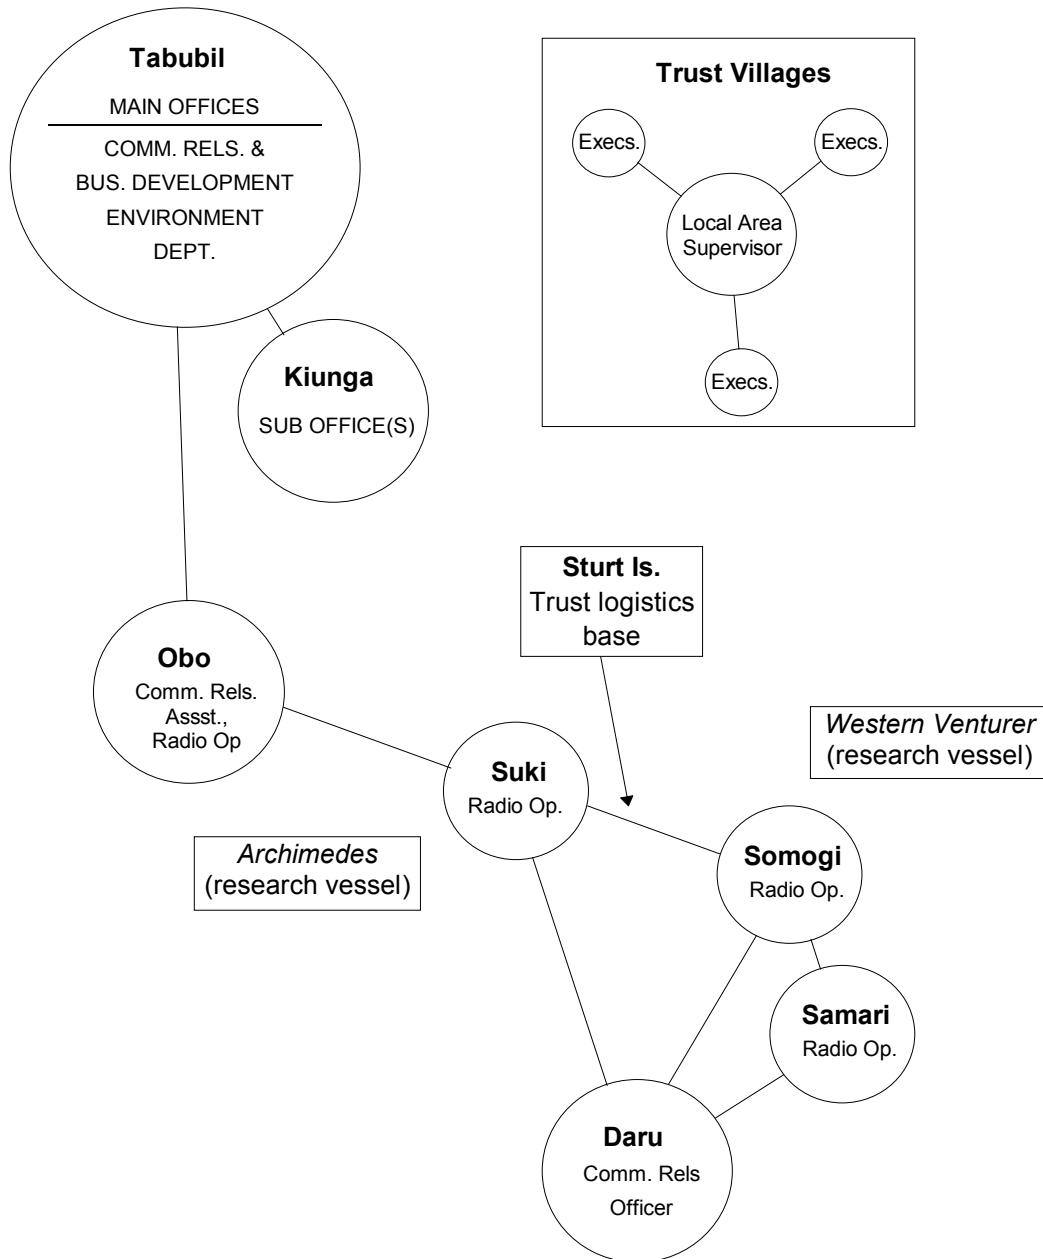 Tabubil
MAIN OFFICES
COMM. RELS. &
BUS. DEVELOPMENT
ENVIRONMENT
DEPT.
Trust Villages
Execs.
Execs.
Local Area
Supervisor
Execs.
Kiunga
SUB OFFICE(S)
Sturt Is.
Trust logistics
base
Obo
Comm. Rels.
Assst.,
Radio Op
Western Venturer
(research vessel)
Suki
Radio Op.
Archimedes
(research vessel)
Somogi
Radio Op.
Samari
Radio Op.
Daru
Comm. Rels
Officer